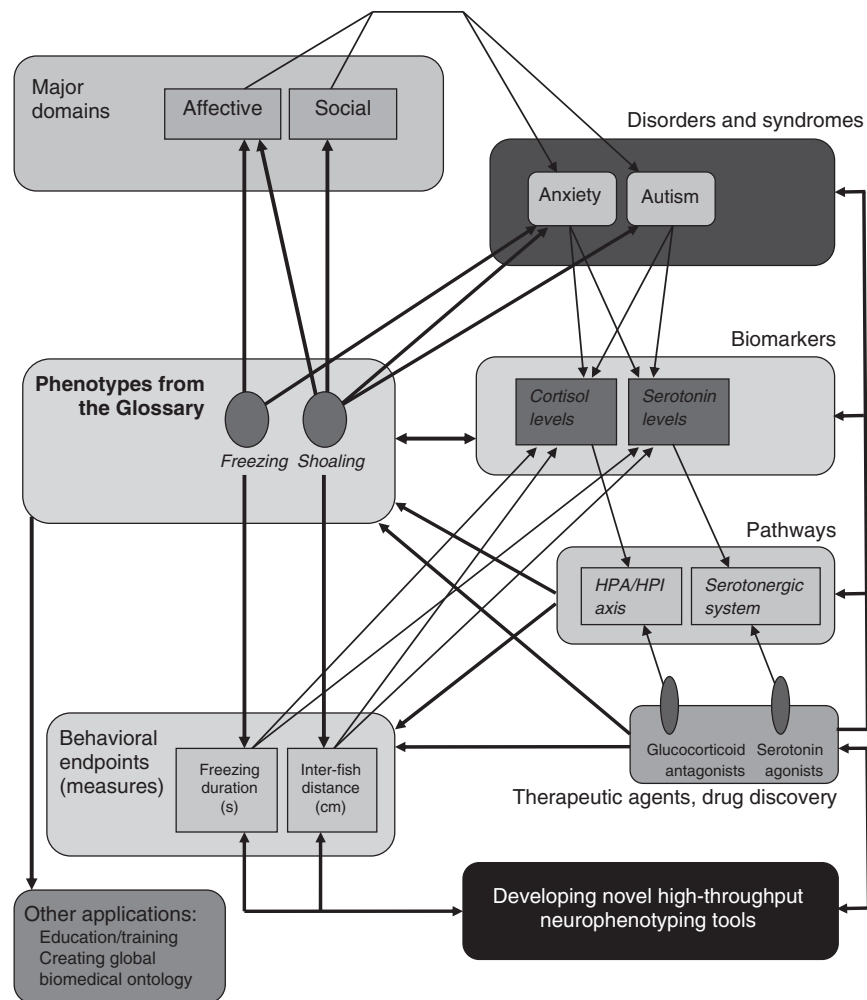 Major
domains
Affective
Social
Disorders and syndromes
Anxiety
Autism
Biomarkers
Phenotypes from
the Glossary
Cortisol
levels
Serotonin
levels
Freezing
Shoaling
Pathways
HPA/HPI
axis
Serotonergic
system
Behavioral
endpoints
(measures)
Freezing
duration
(s)
Inter-fish
distance
(cm)
Glucocorticoid
antagonists
Serotonin
agonists
Therapeutic agents, drug discovery
Developing novel high-throughput
neurophenotyping tools
Other applications:
Education/training
Creating global
biomedical ontology